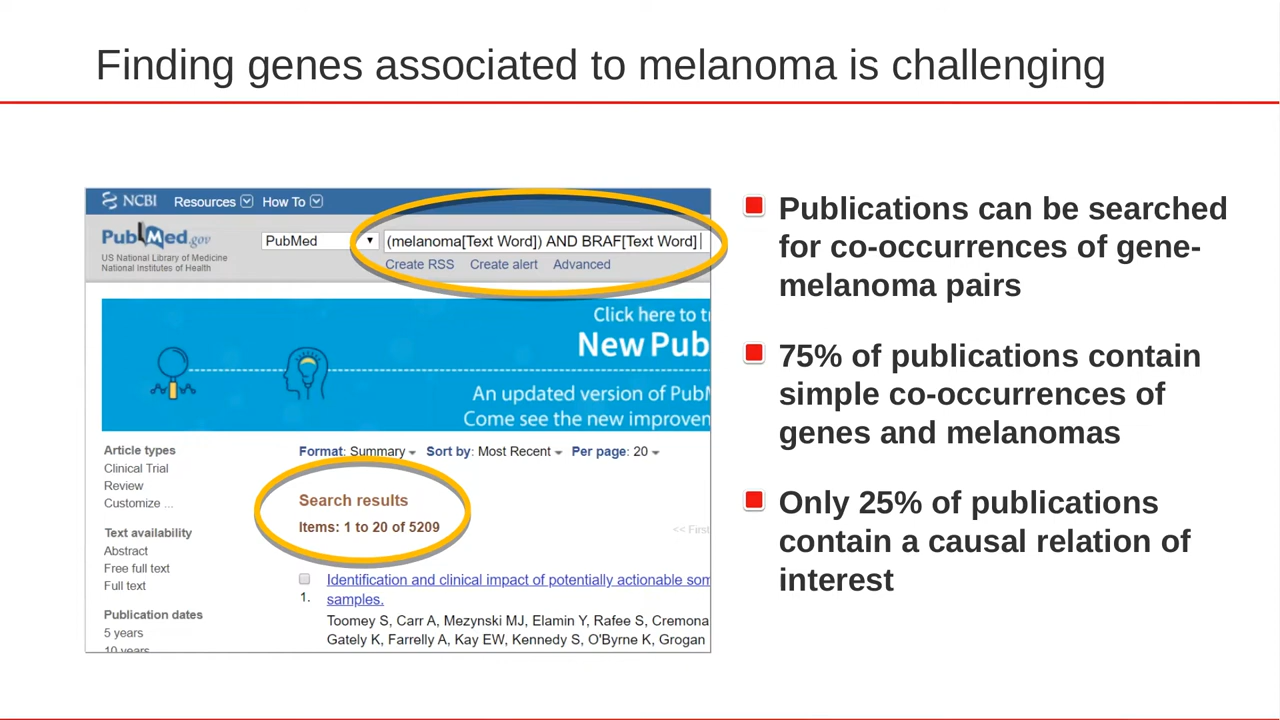 Finding genes associated to melanoma is challenging
NCBI Resources How To
PubMed.gov
US National Library of Medicine
National Institutes of Health
PubMed
(melanoma[Text Word]) AND BRAF[Text Word]
Create RSS Create alert Advanced
Click here to
New Pub
An updated version of Pub
Come see the new
Article types
Clinical Trial
Review
Customize ...
Text availability
Abstract
Free full text
Full text
Publication dates
5 years
10 years
Format: Summary Sort by: Most Recent Per page: 20
Search results
Items: 1 to 20 of 5209
<< First
Identification and clinical impact of potentially actionable
samples.
1.
Toomey S, Carr A, Mezynski MJ, Elamin Y, Rafee S, Cremona
Gately K, Farrelly A, Kay EW, Kennedy S, O'Byrne K, Grogan
Publications can be searched
for co-occurrences of gene-
melanoma pairs
75% of publications contain
simple co-occurrences of
genes and melanomas
Only 25% of publications
contain a causal relation of
interest